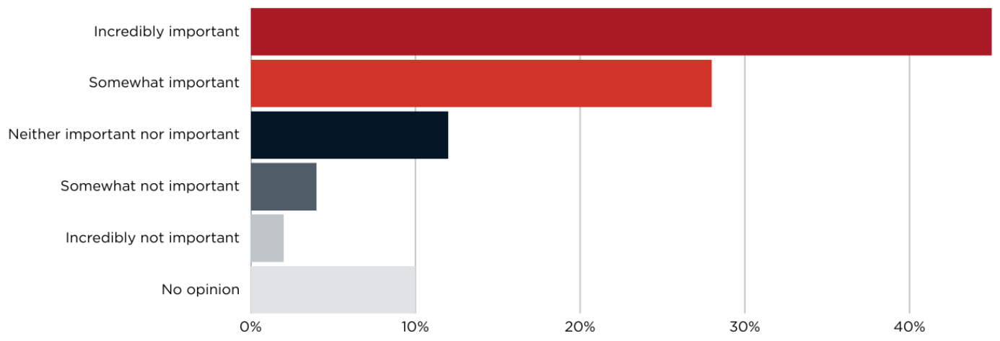 Incredibly important
Somewhat important
Neither important nor important
Somewhat not important
Incredibly not important
No opinion
0% 10% 20% 30% 40%